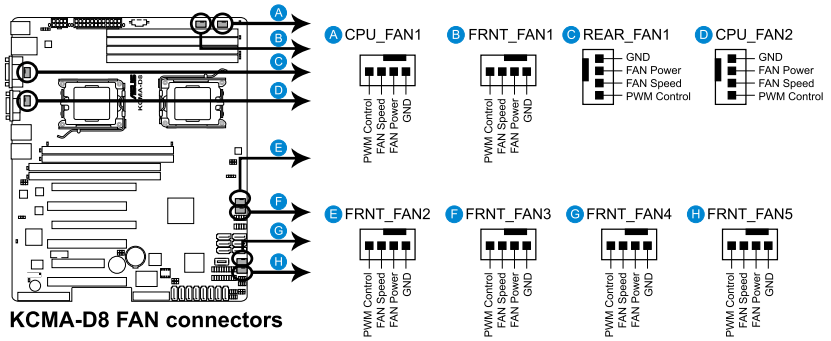 A
B
C
D
E
F
G
H
ASUS
KCMA-D8
KCMA-D8 FAN connectors
A CPU_FAN1
PWM Control
FAN Speed
FAN Power
GND
B FRNT_FAN1
PWM Control
FAN Speed
FAN Power
GND
C REAR_FAN1
GND
FAN Power
FAN Speed
PWM Control
D CPU_FAN2
GND
FAN Power
FAN Speed
PWM Control
E FRNT_FAN2
PWM Control
FAN Speed
FAN Power
GND
F FRNT_FAN3
PWM Control
FAN Speed
FAN Power
GND
G FRNT_FAN4
PWM Control
FAN Speed
FAN Power
GND
H FRNT_FAN5
PWM Control
FAN Speed
FAN Power
GND